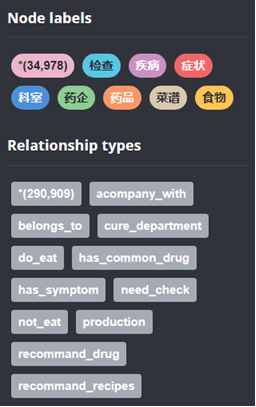 Node labels
*(34,978) 检查 疾病 症状
科室 药企 药品 菜谱 食物
Relationship types
*(290,909) acompany_with
belongs_to cure_department
do_eat has_common_drug
has_symptom need_check
not_eat production
recommand_drug
recommand_recipes